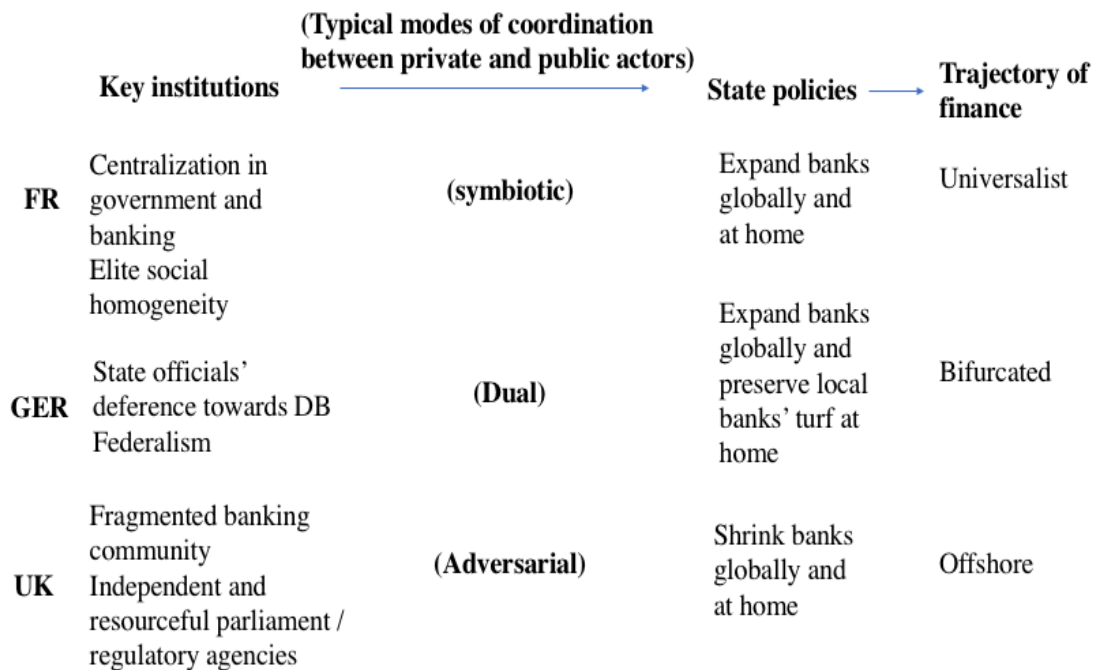 (Typical modes of coordination
between private and public actors)
Key institutions
State policies
Trajectory of
finance
FR
Centralization in
government and
banking
Elite social
homogeneity
(symbiotic)
Expand banks
globally and
at home
Universalist
GER
State officials’
deference towards DB
Federalism
(Dual)
Expand banks
globally and
preserve local
banks’ turf at
home
Bifurcated
UK
Fragmented banking
community
Independent and
resourceful parliament /
regulatory agencies
(Adversarial)
Shrink banks
globally and
at home
Offshore